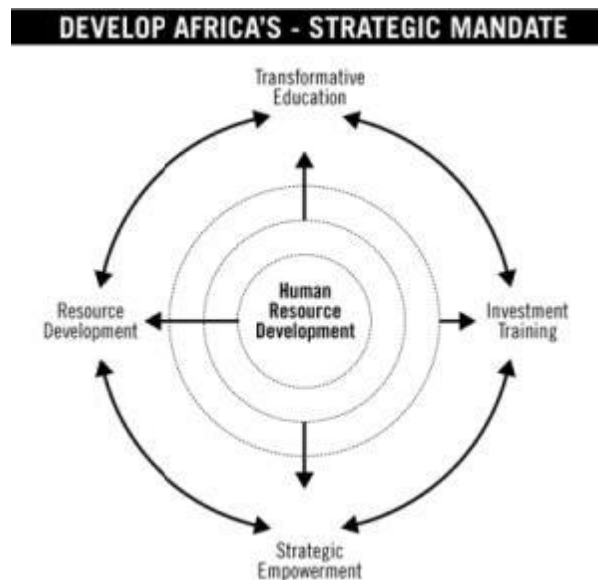 DEVELOP AFRICA'S - STRATEGIC MANDATE
Transformative
Education
Human
Resource
Development
Resource
Development
Investment
Training
Strategic
Empowerment